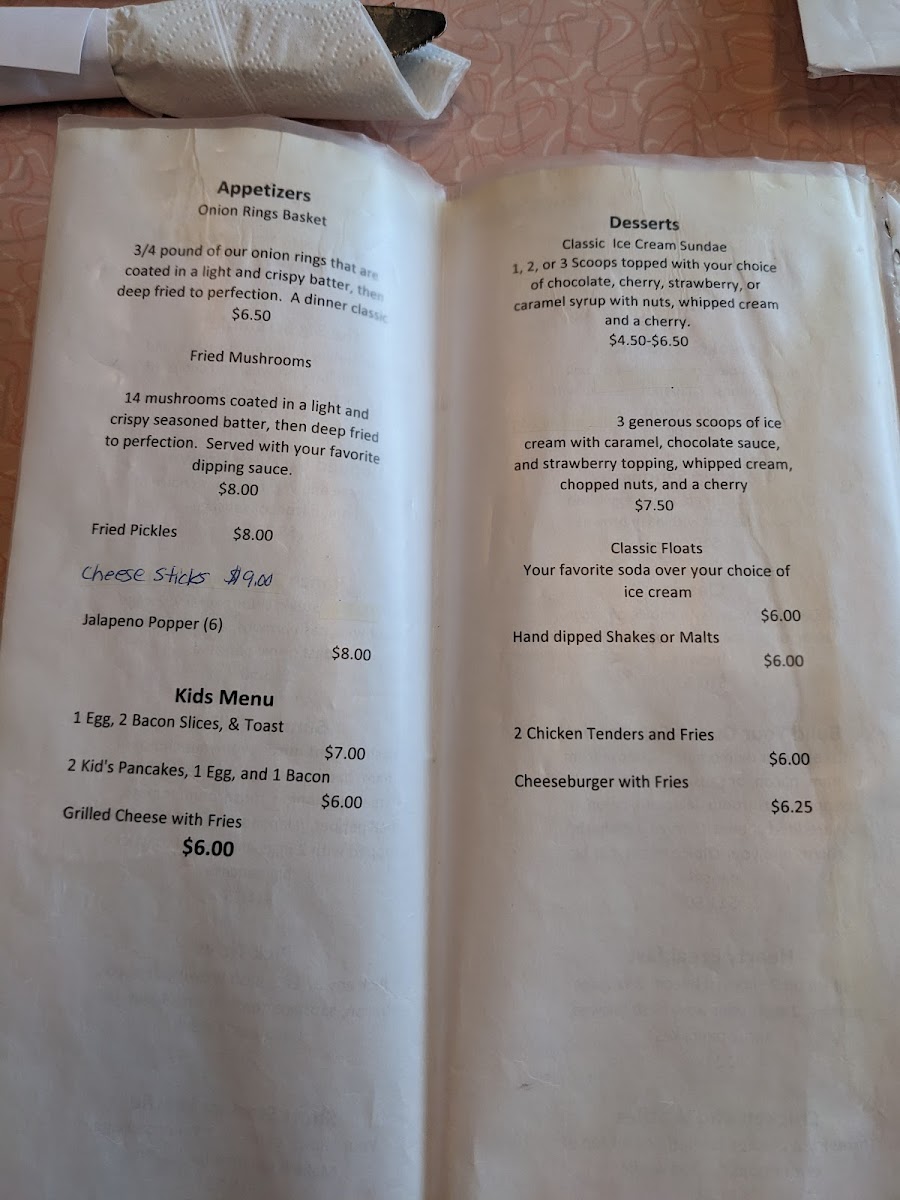 Appetizers
Onion Rings Basket
3/4 pound of our onion rings that are
coated in a light and crispy batter, then
deep fried to perfection. A dinner classic
$6.50
Fried Mushrooms
14 mushrooms coated in a light and
crispy seasoned batter, then deep fried
to perfection. Served with your favorite
dipping sauce.
$8.00
Fried Pickles $8.00
Cheese Sticks $9.00
Jalapeno Popper (6)
$8.00
Kids Menu
1 Egg, 2 Bacon Slices, & Toast
$7.00
2 Kid's Pancakes, 1 Egg, and 1 Bacon
$6.00
Grilled Cheese with Fries
$6.00
Desserts
Classic Ice Cream Sundae
1, 2, or 3 Scoops topped with your choice
of chocolate, cherry, strawberry, or
caramel syrup with nuts, whipped cream
and a cherry.
$4.50-$6.50
3 generous scoops of ice
cream with caramel, chocolate sauce,
and strawberry topping, whipped cream,
chopped nuts, and a cherry
$7.50
Classic Floats
Your favorite soda over your choice of
ice cream
$6.00
Hand dipped Shakes or Malts
$6.00
2 Chicken Tenders and Fries
$6.00
Cheeseburger with Fries
$6.25